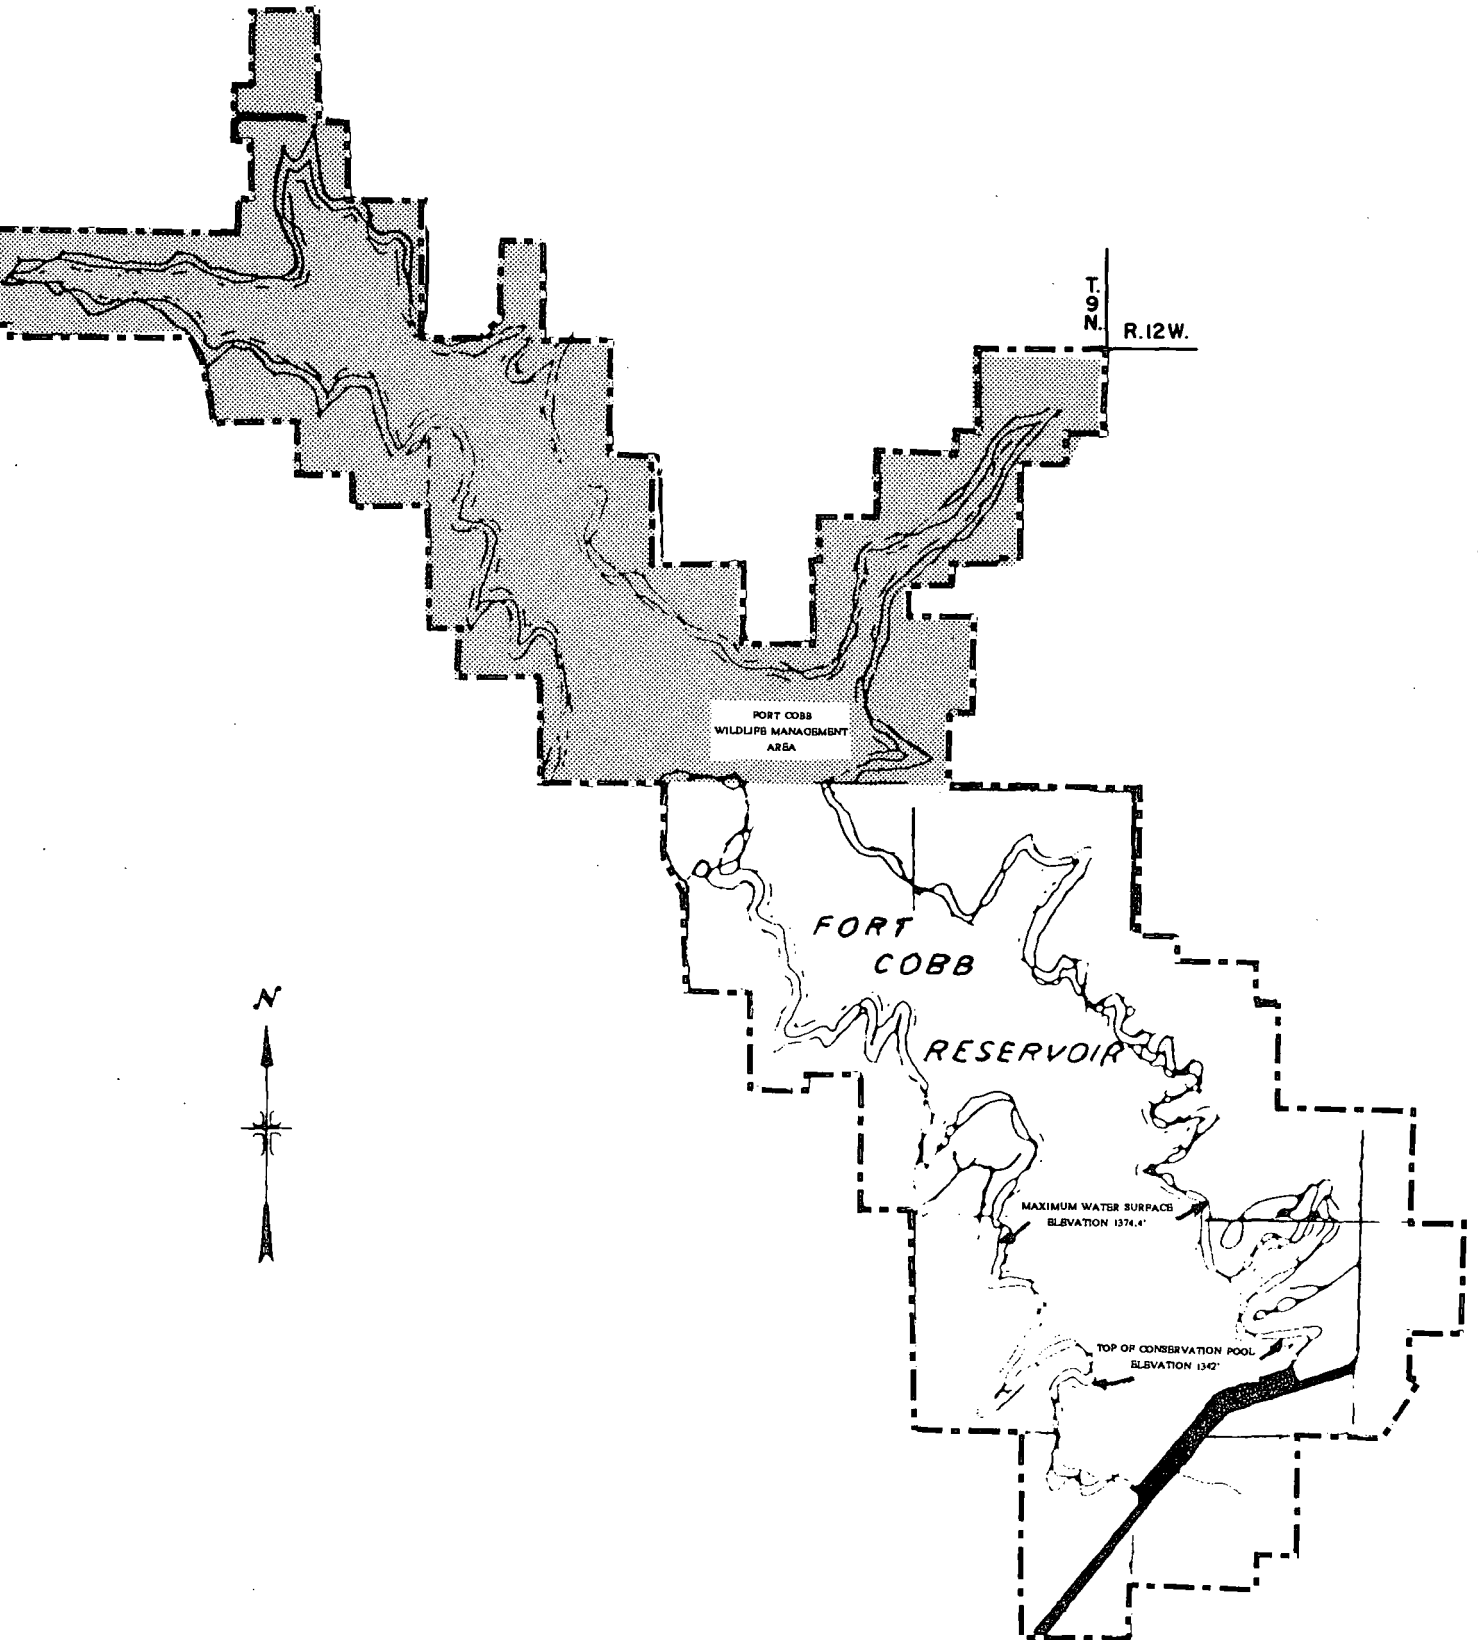 T.
9
N.
R.12W.
FORT COBB
WILDLIFE MANAGEMENT
AREA
FORT
COBB
RESERVOIR
N
MAXIMUM WATER SURFACE
ELEVATION 1374.4'
TOP OF CONSERVATION POOL
ELEVATION 1342'